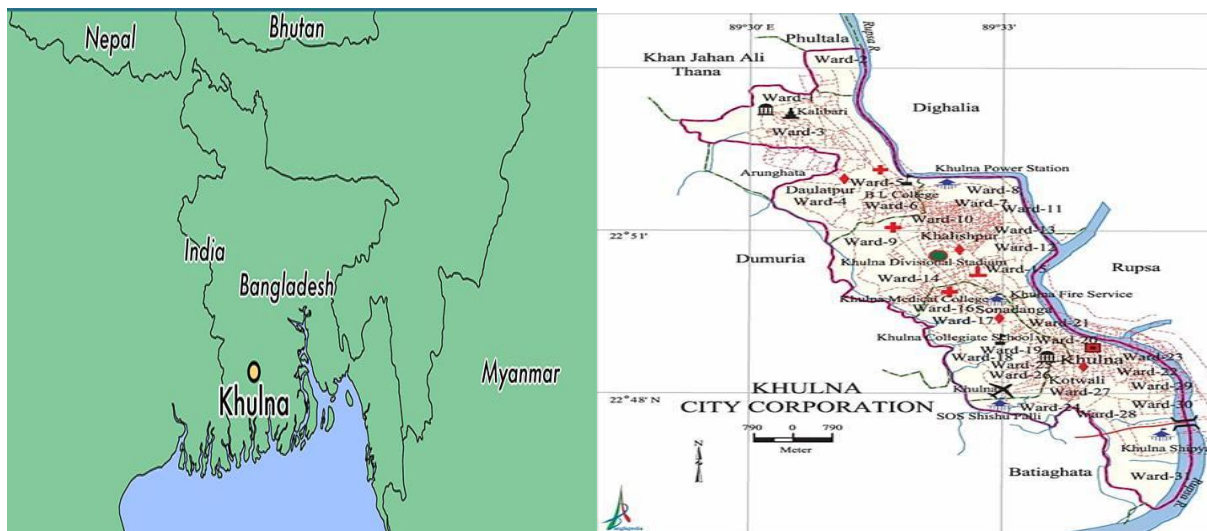 Nepal
Bhutan
India
Bangladesh
Khulna
Myanmar
89°30 E
89°33
Phultala
Rupsa R
Khan Jahan Ali
Thana
Ward-2
Ward-1
Dighalia
Kalibari
Ward-3
Khulna Power Station
Arunghata
Ward-5
Ward-8
Daulatpur
B L College
Ward-4
Ward-6
Ward-7
Ward-11
Ward-10
22°51
Ward-13
Khalishpur
Ward-9
Ward-12
Dumuria
Khulna Divisional Stadium
Rupsa
Ward-14
Ward-15
Khulna Medical College
Khulna Fire Service
Ward-16
Sonadanga
Ward-17
Ward-21
Khulna Collegiate School
Ward-20
Ward-19
Ward-18
Khulna
Ward-23
Ward-25
Ward-22
Ward-26
Kotwali
KHULNA
Khulna
Ward-27
Ward-29
22°48 N
CITY CORPORATION
Ward-24
Ward-30
SOS Shishu Palli
Ward-28
790 0 790
Meter
N
Khulna Shipy
Batiaghata
Ward-31
Rupsa R